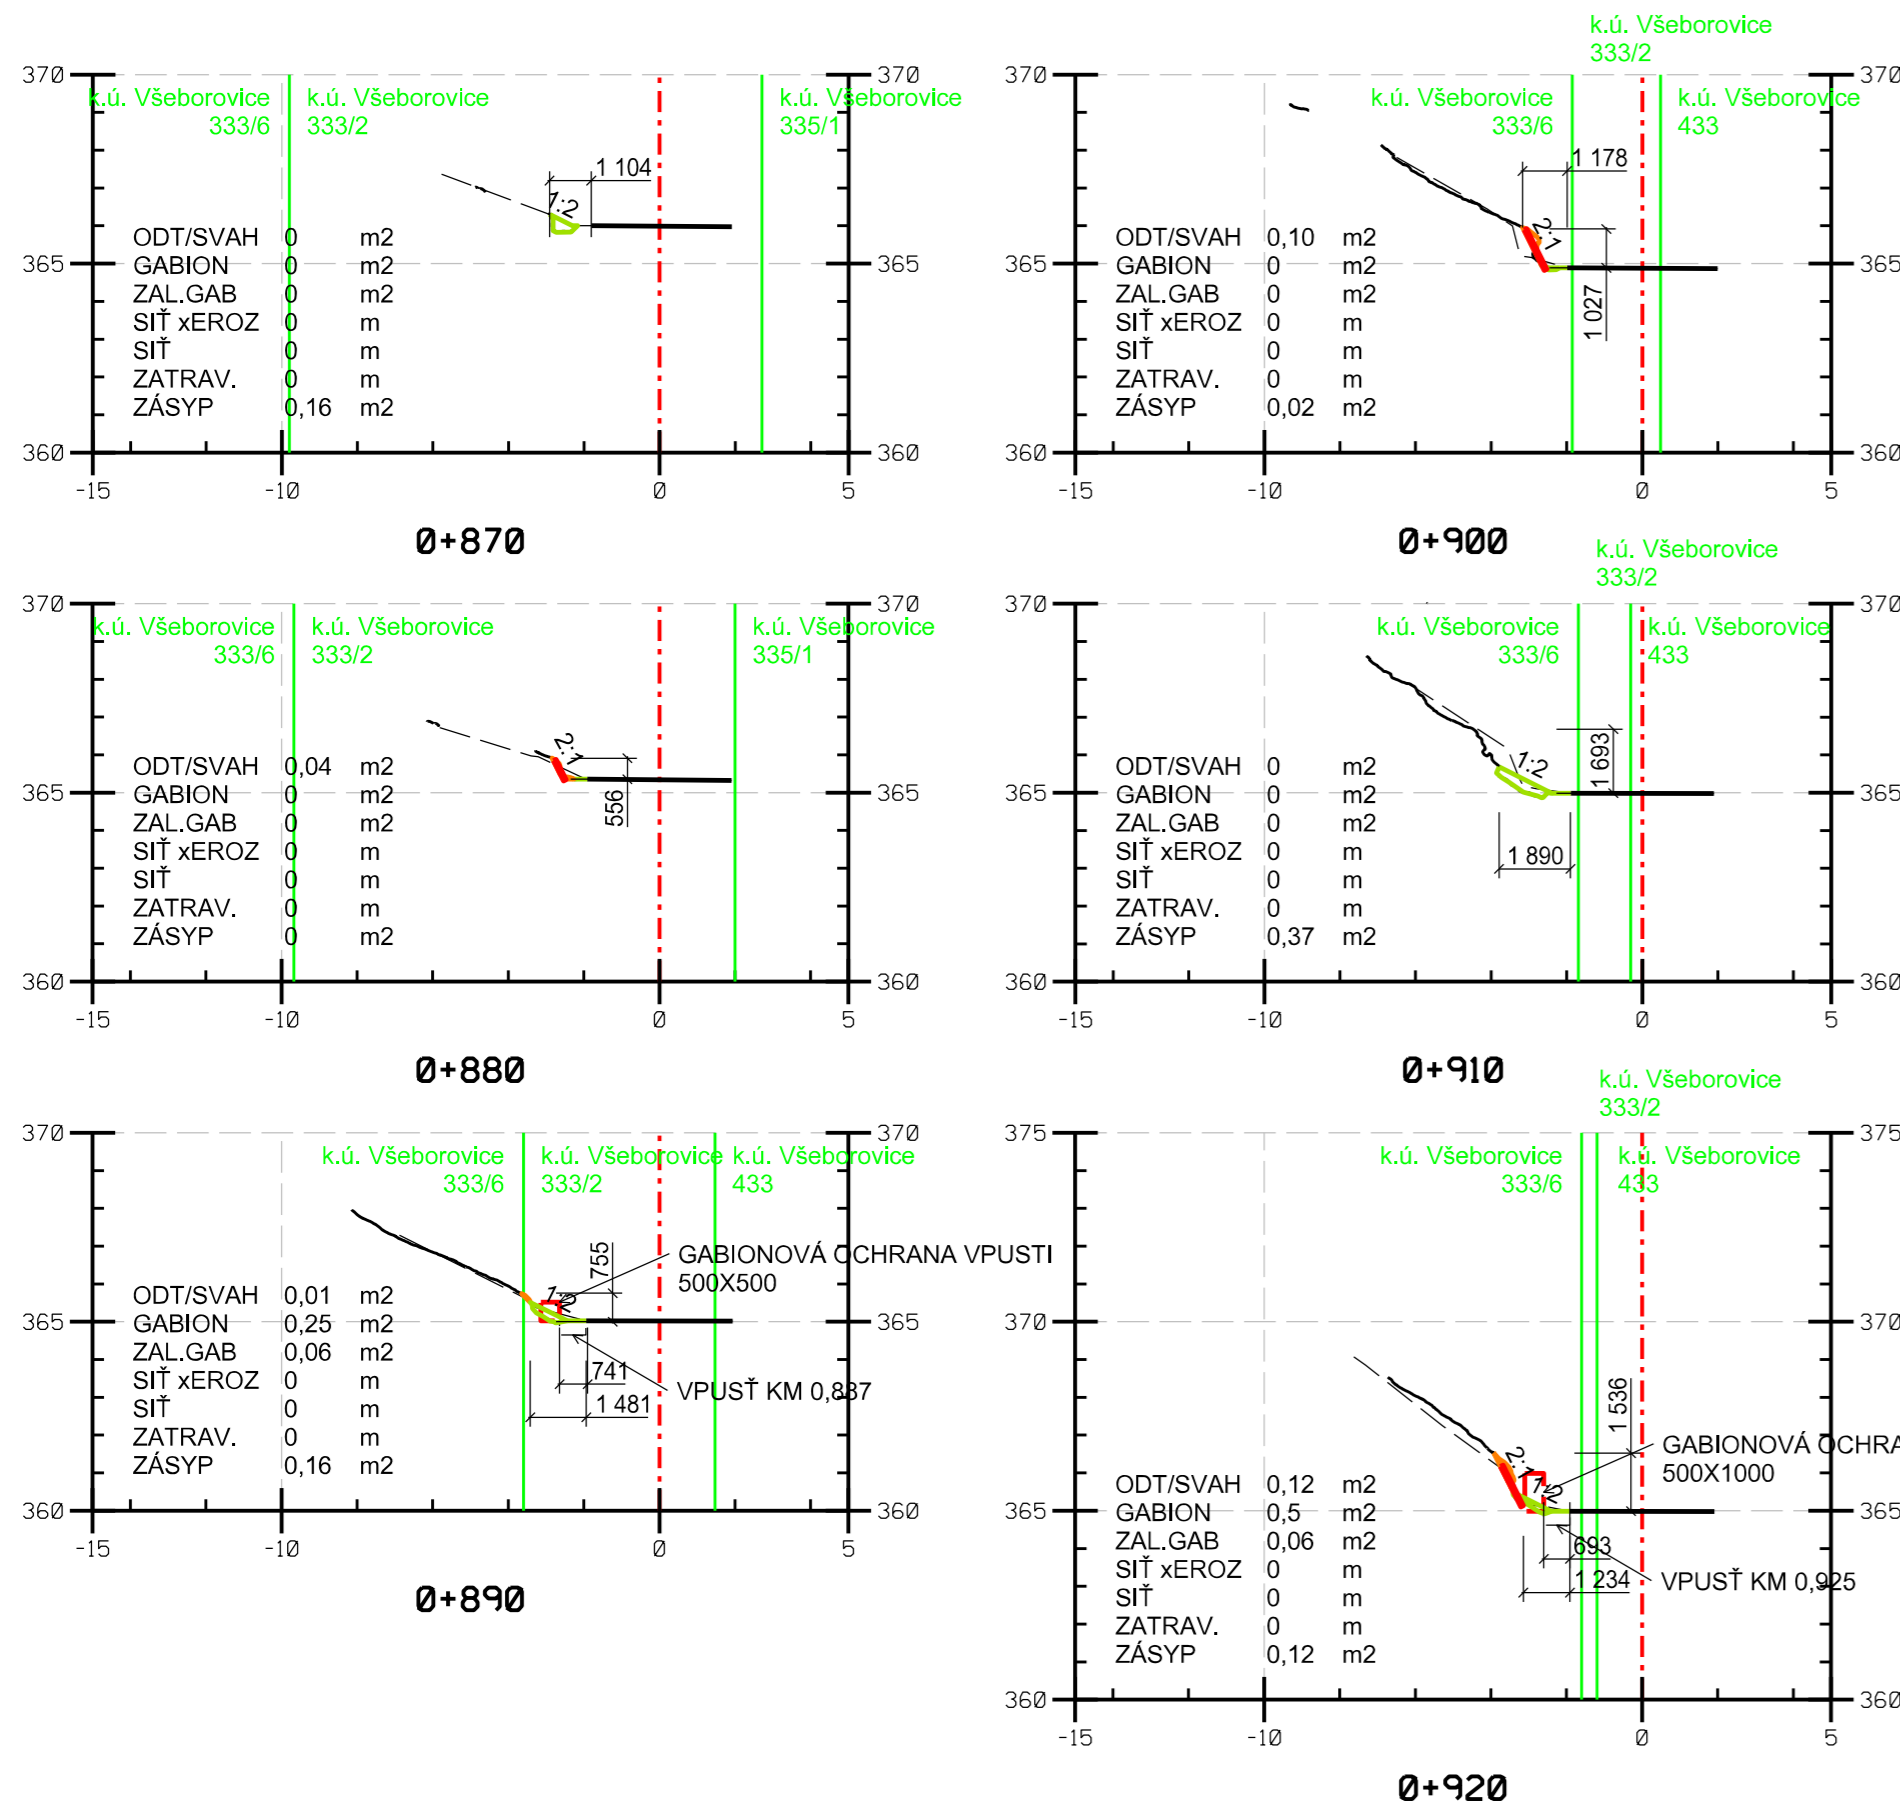 370
370
k.ú. Všeborovice
333/6
k.ú. Všeborovice
333/2
k.ú. Všeborovice
335/1
1 104
1:2
365
365
ODT/SVAH 0 m2
GABION 0 m2
ZAL.GAB 0 m2
SIŤ xEROZ 0 m
SIŤ 0 m
ZATRAV. 0 m
ZÁSYP 0,16 m2
360
360
-15 -10 0 5
0+870
k.ú. Všeborovice
333/2
370
370
k.ú. Všeborovice
333/6
k.ú. Všeborovice
433
1 178
2:1
365
365
1 027
ODT/SVAH 0,10 m2
GABION 0 m2
ZAL.GAB 0 m2
SIŤ xEROZ 0 m
SIŤ 0 m
ZATRAV. 0 m
ZÁSYP 0,02 m2
360
360
-15 -10 0 5
0+900
370
370
k.ú. Všeborovice
333/6
k.ú. Všeborovice
333/2
k.ú. Všeborovice
335/1
2:1
556
365
365
ODT/SVAH 0,04 m2
GABION 0 m2
ZAL.GAB 0 m2
SIŤ xEROZ 0 m
SIŤ 0 m
ZATRAV. 0 m
ZÁSYP 0 m2
360
360
-15 -10 0 5
0+880
k.ú. Všeborovice
333/2
370
370
k.ú. Všeborovice
333/6
k.ú. Všeborovice
433
1:2
1 693
1 890
365
365
ODT/SVAH 0 m2
GABION 0 m2
ZAL.GAB 0 m2
SIŤ xEROZ 0 m
SIŤ 0 m
ZATRAV. 0 m
ZÁSYP 0,37 m2
360
360
-15 -10 0 5
0+910
370
370
k.ú. Všeborovice
333/6
k.ú. Všeborovice
333/2
k.ú. Všeborovice
433
755
GABIONOVÁ OCHRANA VPUSTI
500X500
1:2
365
365
741
VPUSŤ KM 0,887
1 481
ODT/SVAH 0,01 m2
GABION 0,25 m2
ZAL.GAB 0,06 m2
SIŤ xEROZ 0 m
SIŤ 0 m
ZATRAV. 0 m
ZÁSYP 0,16 m2
360
360
-15 -10 0 5
0+890
k.ú. Všeborovice
333/2
375
375
k.ú. Všeborovice
333/6
k.ú. Všeborovice
433
370
370
1 536
GABIONOVÁ OCHRA
500X1000
2:1
1:2
365
365
693
1 234
VPUSŤ KM 0,925
ODT/SVAH 0,12 m2
GABION 0,5 m2
ZAL.GAB 0,06 m2
SIŤ xEROZ 0 m
SIŤ 0 m
ZATRAV. 0 m
ZÁSYP 0,12 m2
360
360
-15 -10 0 5
0+920